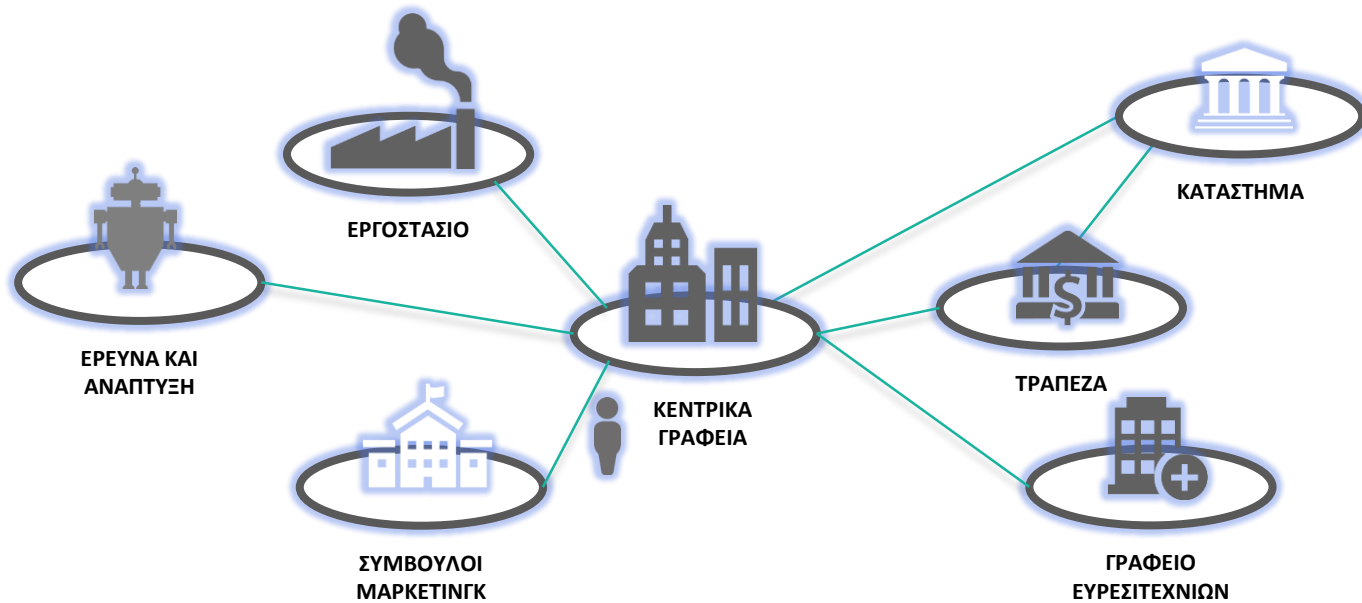 ΚΑΤΑΣΤΗΜΑ
ΕΡΓΟΣΤΑΣΙΟ
ΕΡΕΥΝΑ ΚΑΙ
ΑΝΑΠΤΥΞΗ
ΤΡΑΠΕΖΑ
ΚΕΝΤΡΙΚΑ
ΓΡΑΦΕΙΑ
ΣΥΜΒΟΥΛΟΙ
ΜΑΡΚΕΤΙΝΓΚ
ΓΡΑΦΕΙΟ
ΕΥΡΕΣΙΤΕΧΝΙΩΝ